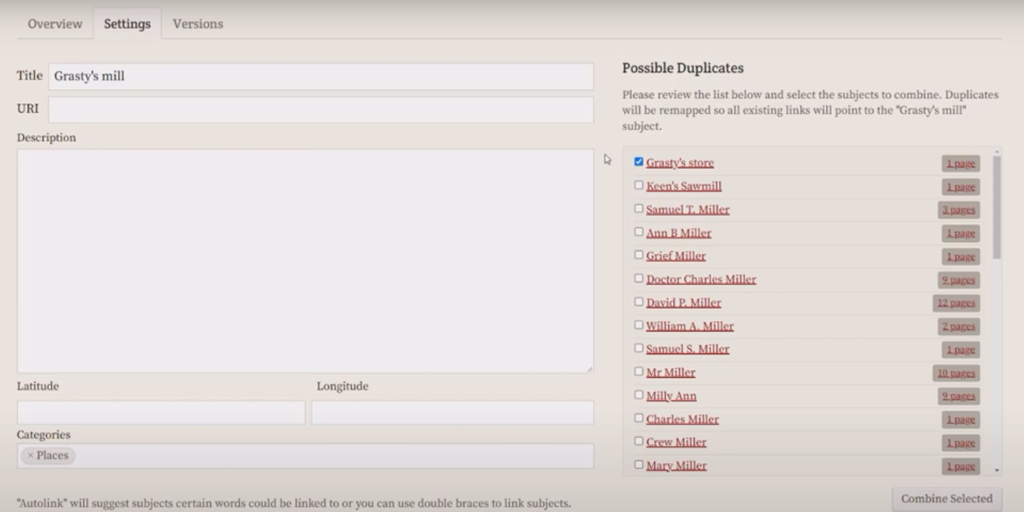 Overview Settings Versions
Title Grasty's mill
URI
Description
Latitude Longitude
Categories
× Places
"Autolink" will suggest subjects certain words could be linked to or you can use double braces to link subjects.
Possible Duplicates
Please review the list below and select the subjects to combine. Duplicates
will be remapped so all existing links will point to the "Grasty's mill"
subject.
Grasty's store 1 page
Keen's Sawmill 1 page
Samuel T. Miller 3 pages
Ann B Miller 1 page
Grief Miller 1 page
Doctor Charles Miller 9 pages
David P. Miller 12 pages
William A. Miller 2 pages
Samuel S. Miller 1 page
Mr Miller 10 pages
Milly Ann 9 pages
Charles Miller 1 page
Crew Miller 1 page
Mary Miller 1 page
Combine Selected